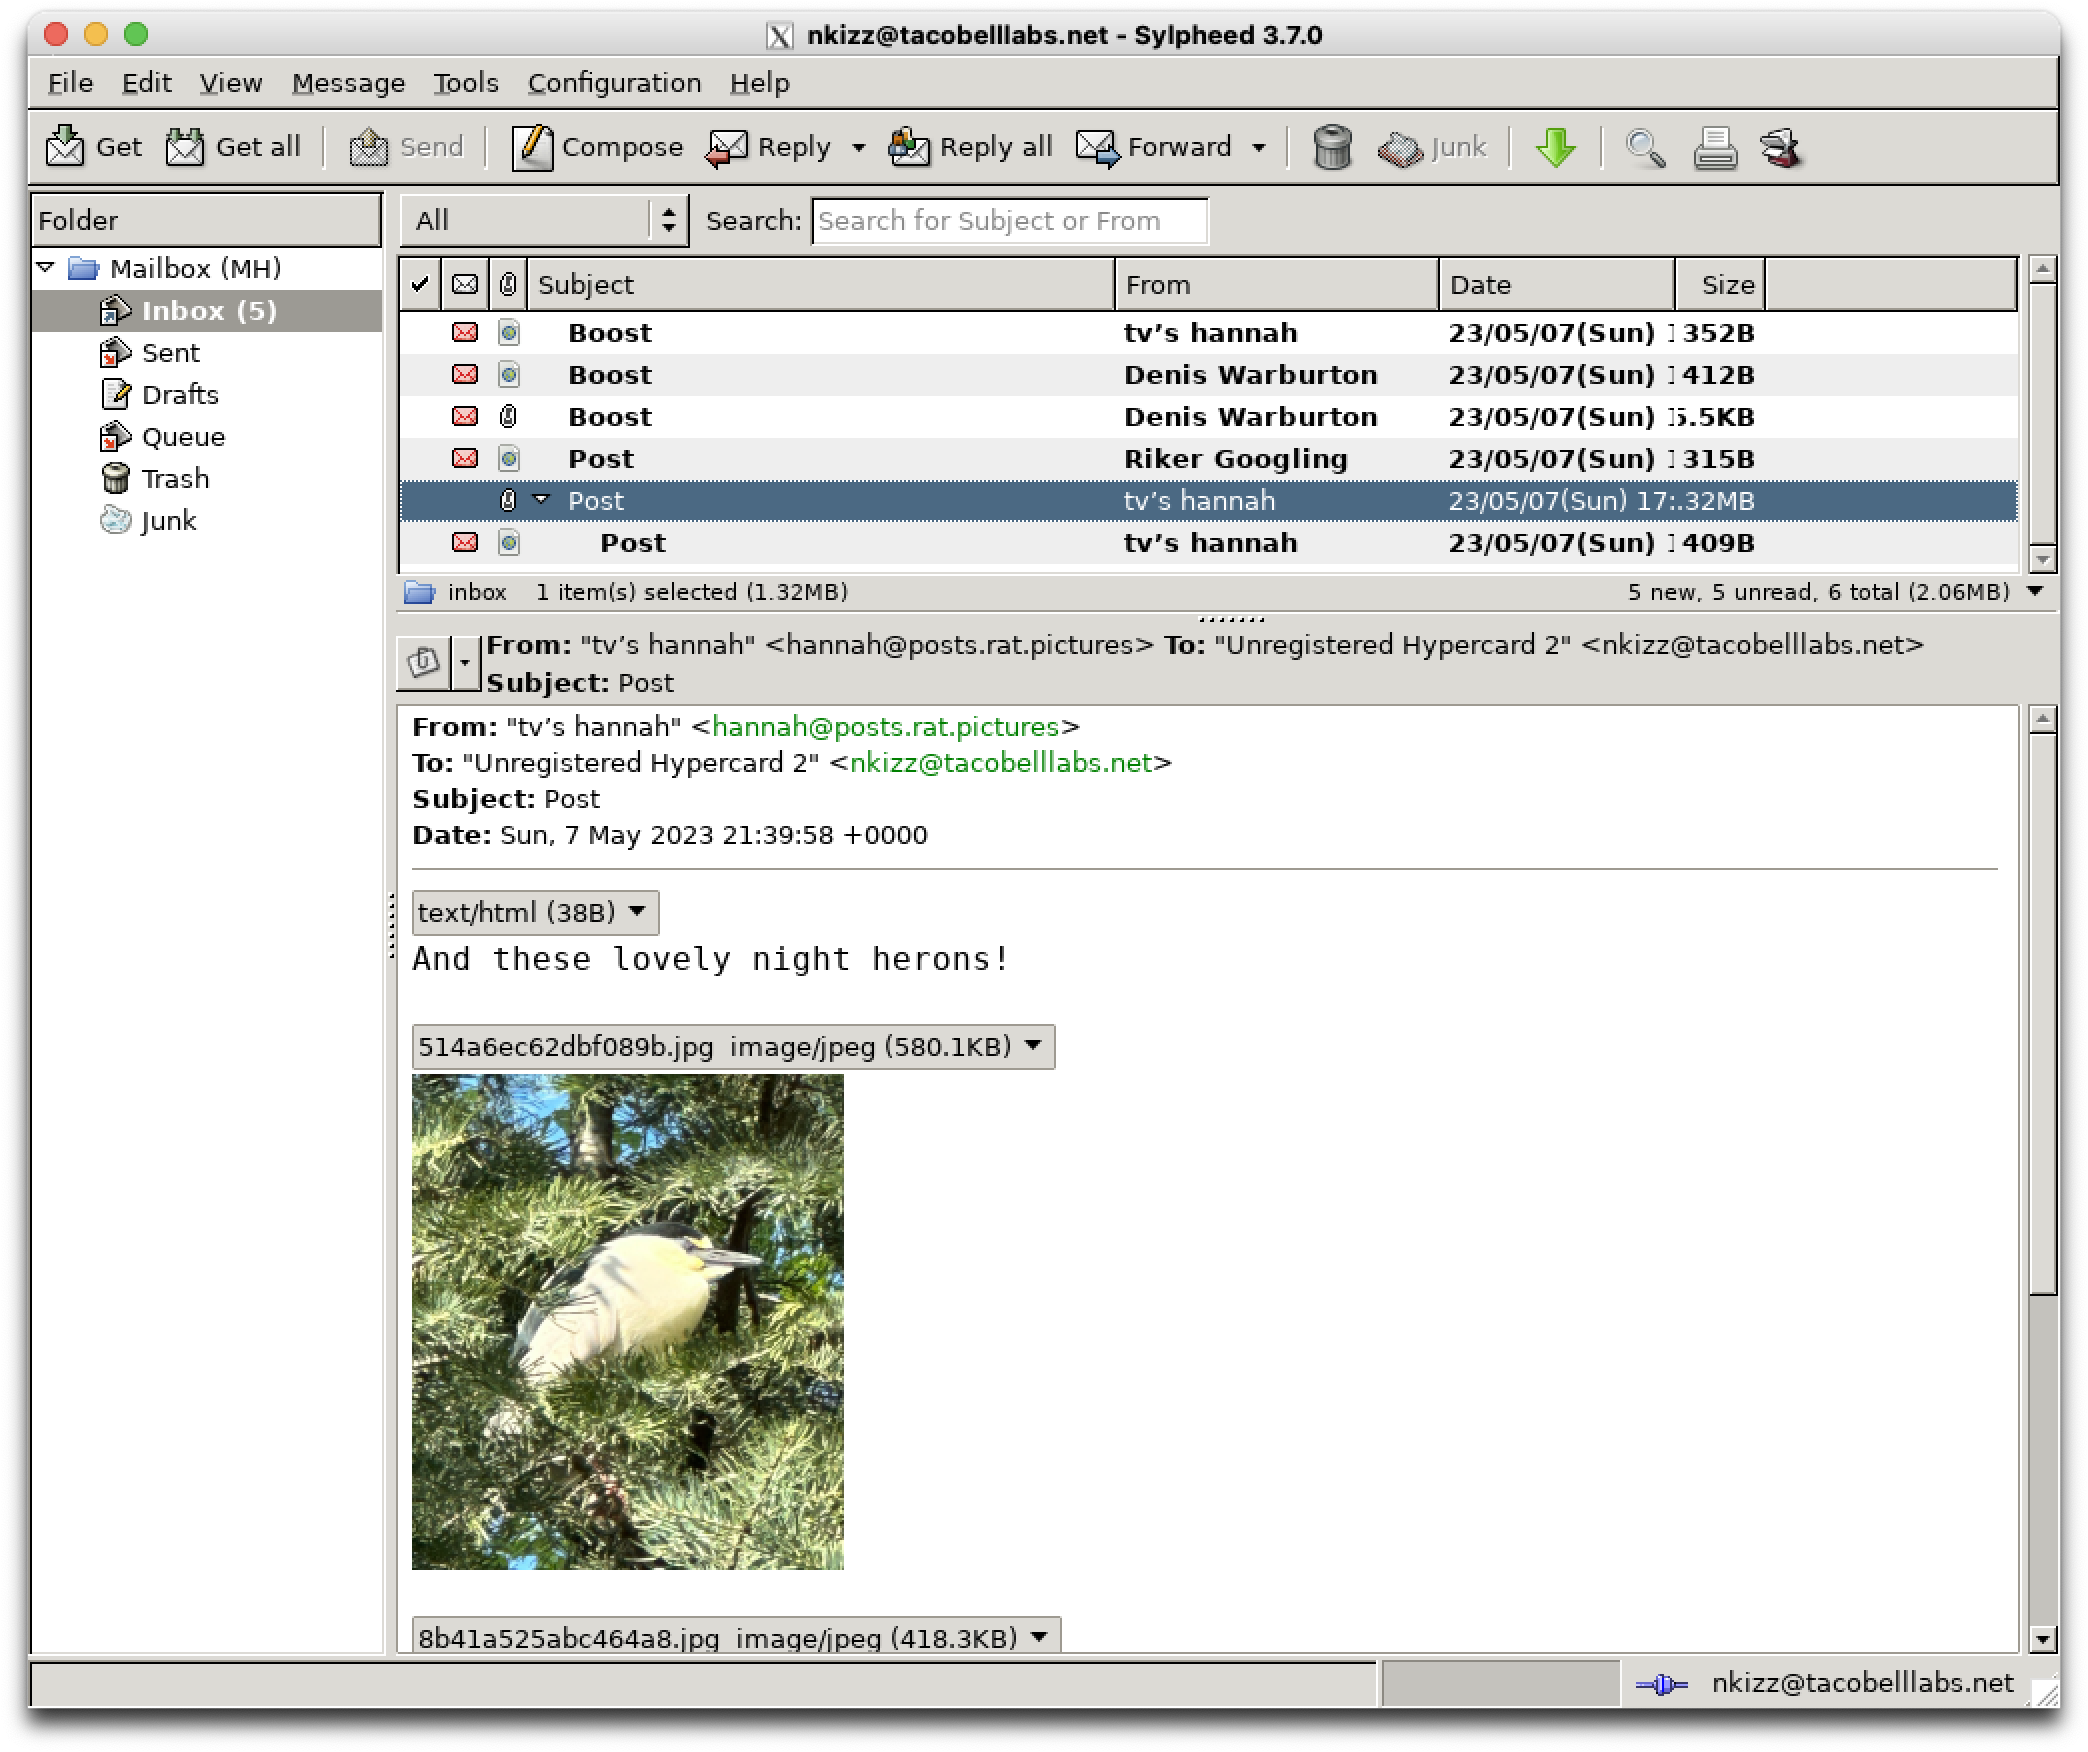 nkizz@tacobelllabs.net - Sylpheed 3.7.0
File Edit View Message Tools Configuration Help
Get Get all Send Compose Reply Reply all Forward Junk
Folder
Mailbox (MH)
Inbox (5)
Sent
Drafts
Queue
Trash
Junk
All Search: Search for Subject or From
Subject From Date Size
Boost tv’s hannah 23/05/07(Sun) 352B
Boost Denis Warburton 23/05/07(Sun) 412B
Boost Denis Warburton 23/05/07(Sun) .5KB
Post Riker Googling 23/05/07(Sun) 315B
Post tv’s hannah 23/05/07(Sun) 17:.32MB
Post tv’s hannah 23/05/07(Sun) 409B
inbox 1 item(s) selected (1.32MB) 5 new, 5 unread, 6 total (2.06MB)
From: "tv’s hannah" <hannah@posts.rat.pictures> To: "Unregistered Hypercard 2" <nkizz@tacobelllabs.net>
Subject: Post
From: "tv’s hannah" <hannah@posts.rat.pictures>
To: "Unregistered Hypercard 2" <nkizz@tacobelllabs.net>
Subject: Post
Date: Sun, 7 May 2023 21:39:58 +0000
text/html (38B)
And these lovely night herons!
514a6ec62dbf089b.jpg image/jpeg (580.1KB)
8b41a525abc464a8.jpg image/jpeg (418.3KB)
nkizz@tacobelllabs.net